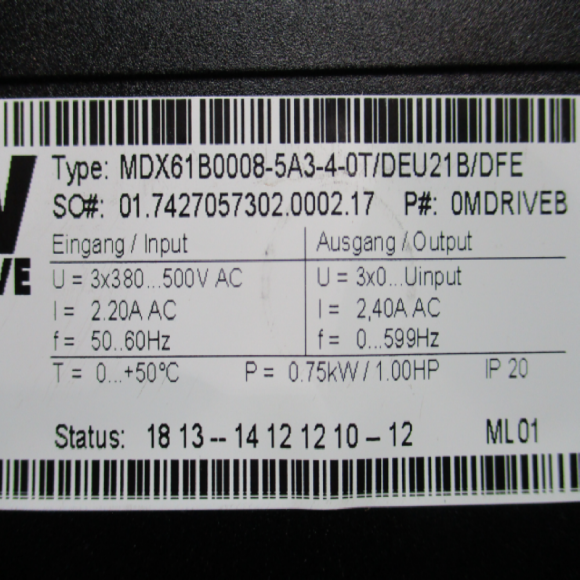 Type: MDX61B0008-5A3-4-0T/DEU21B/DFE
SO#: 01.7427057302.0002.17 P#: 0MDRIVEB
Eingang / Input Ausgang / Output
U = 3x380...500V AC U = 3x0...Uinput
I = 2.20A AC I = 2,40A AC
f = 50..60Hz f = 0...599Hz
T = 0...+50°C P = 0.75kW / 1.00HP IP 20
Status: 18 13 -- 14 12 12 10 – 12 ML01